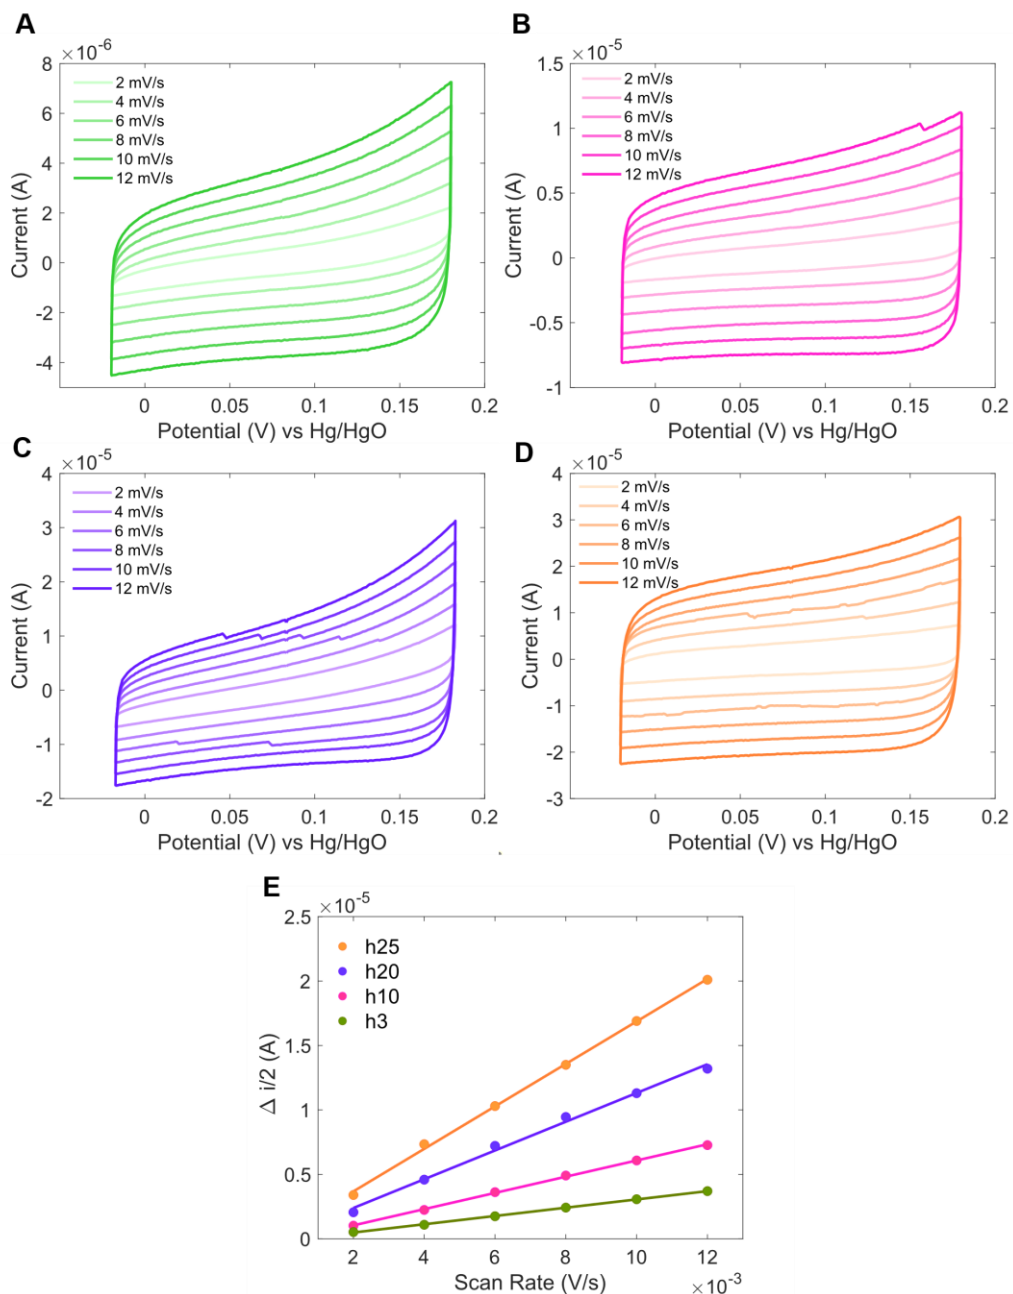 A
×10⁻⁶
8
6
4
2
0
-2
-4
Current (A)
2 mV/s
4 mV/s
6 mV/s
8 mV/s
10 mV/s
12 mV/s
0 0.05 0.1 0.15 0.2
Potential (V) vs Hg/HgO
B
×10⁻⁵
1.5
1
0.5
0
-0.5
-1
Current (A)
2 mV/s
4 mV/s
6 mV/s
8 mV/s
10 mV/s
12 mV/s
0 0.05 0.1 0.15 0.2
Potential (V) vs Hg/HgO
C
×10⁻⁵
4
3
2
1
0
-1
-2
Current (A)
2 mV/s
4 mV/s
6 mV/s
8 mV/s
10 mV/s
12 mV/s
0 0.05 0.1 0.15 0.2
Potential (V) vs Hg/HgO
D
×10⁻⁵
4
3
2
1
0
-1
-2
-3
Current (A)
2 mV/s
4 mV/s
6 mV/s
8 mV/s
10 mV/s
12 mV/s
0 0.05 0.1 0.15 0.2
Potential (V) vs Hg/HgO
E
×10⁻⁵
2.5
2
1.5
1
0.5
0
Δ i/2 (A)
h25
h20
h10
h3
2 4 6 8 10 12
Scan Rate (V/s)
×10⁻³